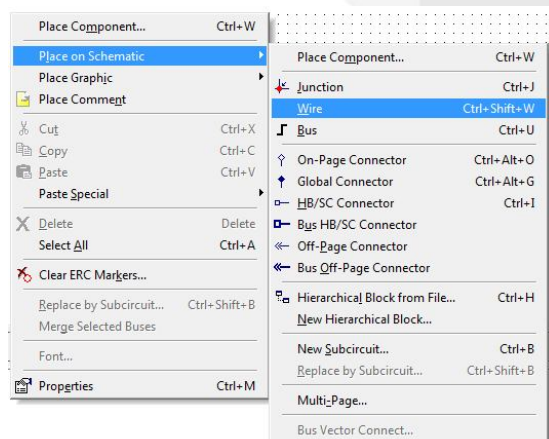 Place Component... Ctrl+W
Place on Schematic
Place Graphic
Place Comment
Cut Ctrl+X
Copy Ctrl+C
Paste Ctrl+V
Paste Special
Delete Delete
Select All Ctrl+A
Clear ERC Markers...
Replace by Subcircuit... Ctrl+Shift+B
Merge Selected Buses
Font...
Properties Ctrl+M
Place Component... Ctrl+W
Junction Ctrl+J
Wire Ctrl+Shift+W
Bus Ctrl+U
On-Page Connector Ctrl+Alt+O
Global Connector Ctrl+Alt+G
HB/SC Connector Ctrl+I
Bus HB/SC Connector
Off-Page Connector
Bus Off-Page Connector
Hierarchical Block from File... Ctrl+H
New Hierarchical Block...
New Subcircuit... Ctrl+B
Replace by Subcircuit... Ctrl+Shift+B
Multi-Page...
Bus Vector Connect...